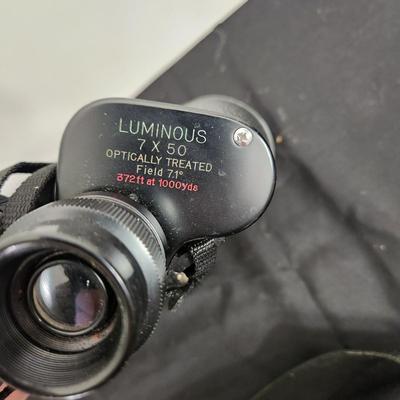 LUMINOUS
7 X 50
OPTICALLY TREATED
Field 7.1°
372ft at 1000yds